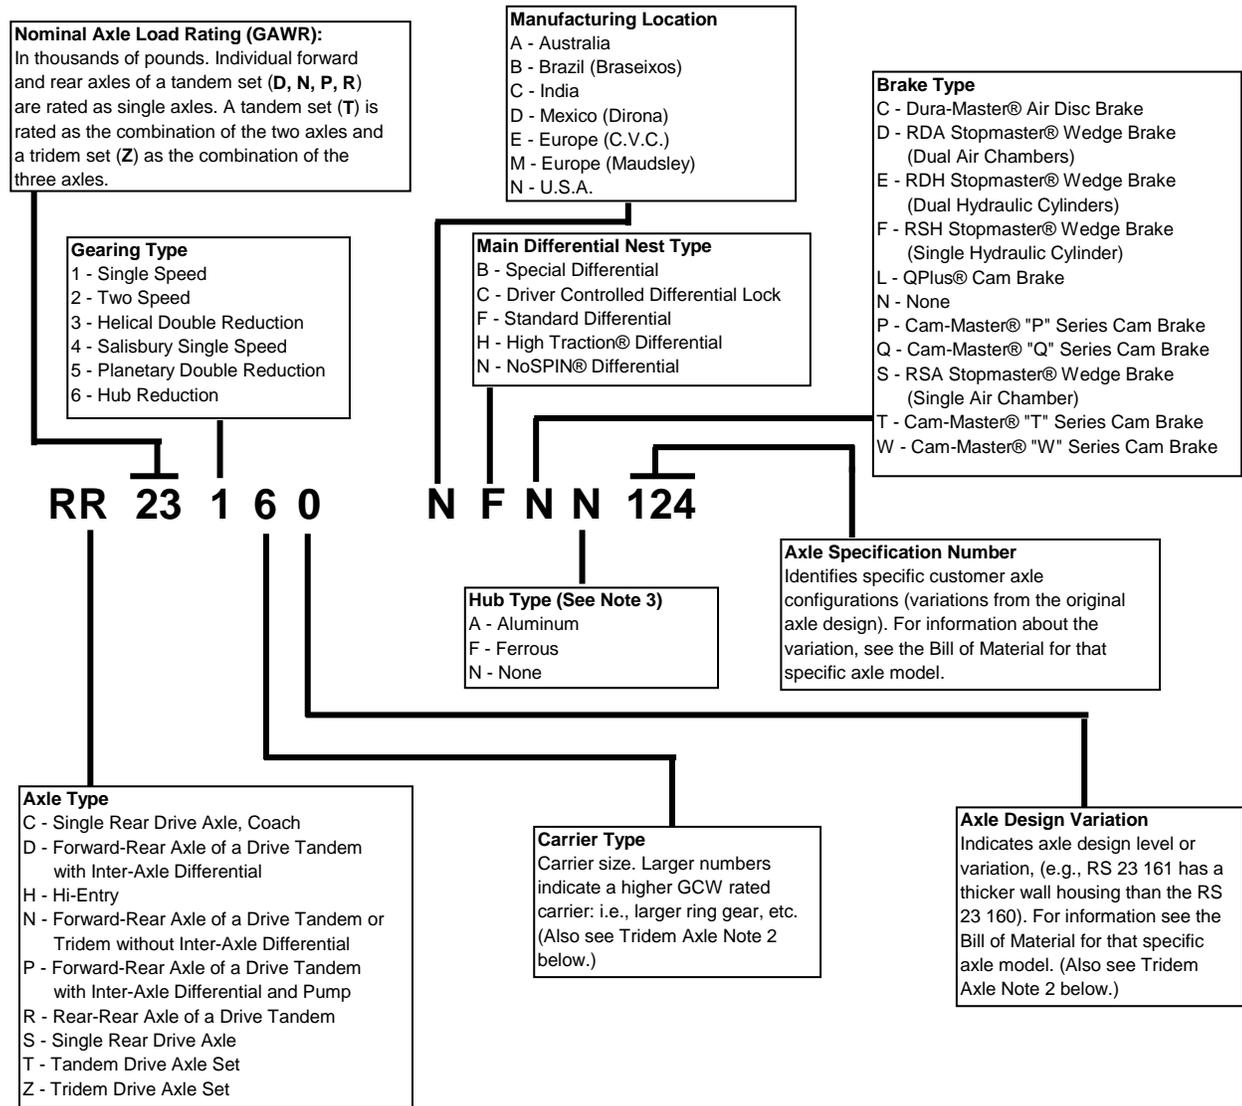 Nominal Axle Load Rating (GAWR):
In thousands of pounds. Individual forward
and rear axles of a tandem set (D, N, P, R)
are rated as single axles. A tandem set (T) is
rated as the combination of the two axles and
a tridem set (Z) as the combination of the
three axles.
Manufacturing Location
A - Australia
B - Brazil (Braseixos)
C - India
D - Mexico (Dirona)
E - Europe (C.V.C.)
M - Europe (Maudsley)
N - U.S.A.
Brake Type
C - Dura-Master® Air Disc Brake
D - RDA Stopmaster® Wedge Brake
(Dual Air Chambers)
E - RDH Stopmaster® Wedge Brake
(Dual Hydraulic Cylinders)
F - RSH Stopmaster® Wedge Brake
(Single Hydraulic Cylinder)
L - QPlus® Cam Brake
N - None
P - Cam-Master® "P" Series Cam Brake
Q - Cam-Master® "Q" Series Cam Brake
S - RSA Stopmaster® Wedge Brake
(Single Air Chamber)
T - Cam-Master® "T" Series Cam Brake
W - Cam-Master® "W" Series Cam Brake
Gearing Type
1 - Single Speed
2 - Two Speed
3 - Helical Double Reduction
4 - Salisbury Single Speed
5 - Planetary Double Reduction
6 - Hub Reduction
Main Differential Nest Type
B - Special Differential
C - Driver Controlled Differential Lock
F - Standard Differential
H - High Traction® Differential
N - NoSPIN® Differential
RR 23 1 6 0 N F N N 124
Hub Type (See Note 3)
A - Aluminum
F - Ferrous
N - None
Axle Specification Number
Identifies specific customer axle
configurations (variations from the original
axle design). For information about the
variation, see the Bill of Material for that
specific axle model.
Axle Type
C - Single Rear Drive Axle, Coach
D - Forward-Rear Axle of a Drive Tandem
with Inter-Axle Differential
H - Hi-Entry
N - Forward-Rear Axle of a Drive Tandem or
Tridem without Inter-Axle Differential
P - Forward-Rear Axle of a Drive Tandem
with Inter-Axle Differential and Pump
R - Rear-Rear Axle of a Drive Tandem
S - Single Rear Drive Axle
T - Tandem Drive Axle Set
Z - Tridem Drive Axle Set
Carrier Type
Carrier size. Larger numbers
indicate a higher GCW rated
carrier: i.e., larger ring gear, etc.
(Also see Tridem Axle Note 2
below.)
Axle Design Variation
Indicates axle design level or
variation, (e.g., RS 23 161 has a
thicker wall housing than the RS
23 160). For information see the
Bill of Material for that specific
axle model. (Also see Tridem
Axle Note 2 below.)